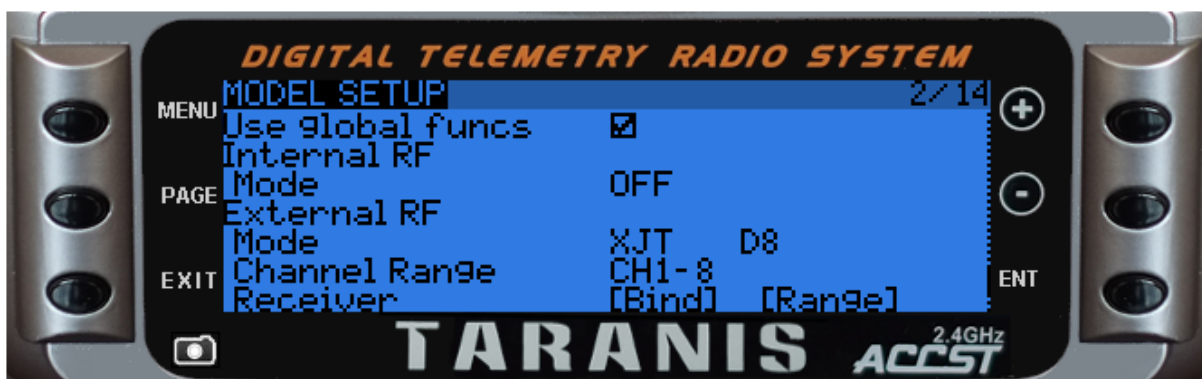 DIGITAL TELEMETRY RADIO SYSTEM
MENU
PAGE
EXIT
MODEL SETUP 2/14
Use global funcs
Internal RF
Mode OFF
External RF
Mode XJT D8
Channel Range CH1-8
Receiver [Bind] [Range]
+
-
ENT
TARANIS
2.4GHz
ACCST